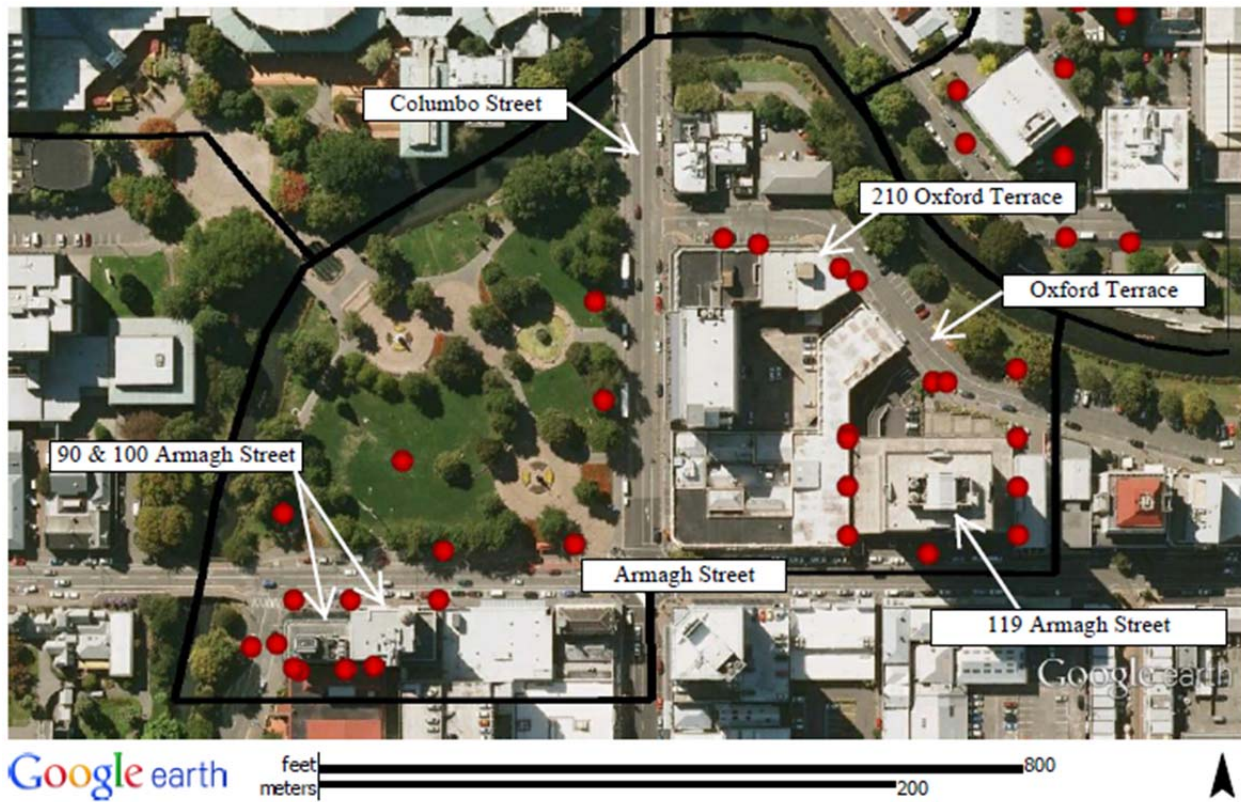 Columbo Street
210 Oxford Terrace
Oxford Terrace
90 & 100 Armagh Street
Armagh Street
119 Armagh Street
Google earth
Google earth
feet
800
meters
200